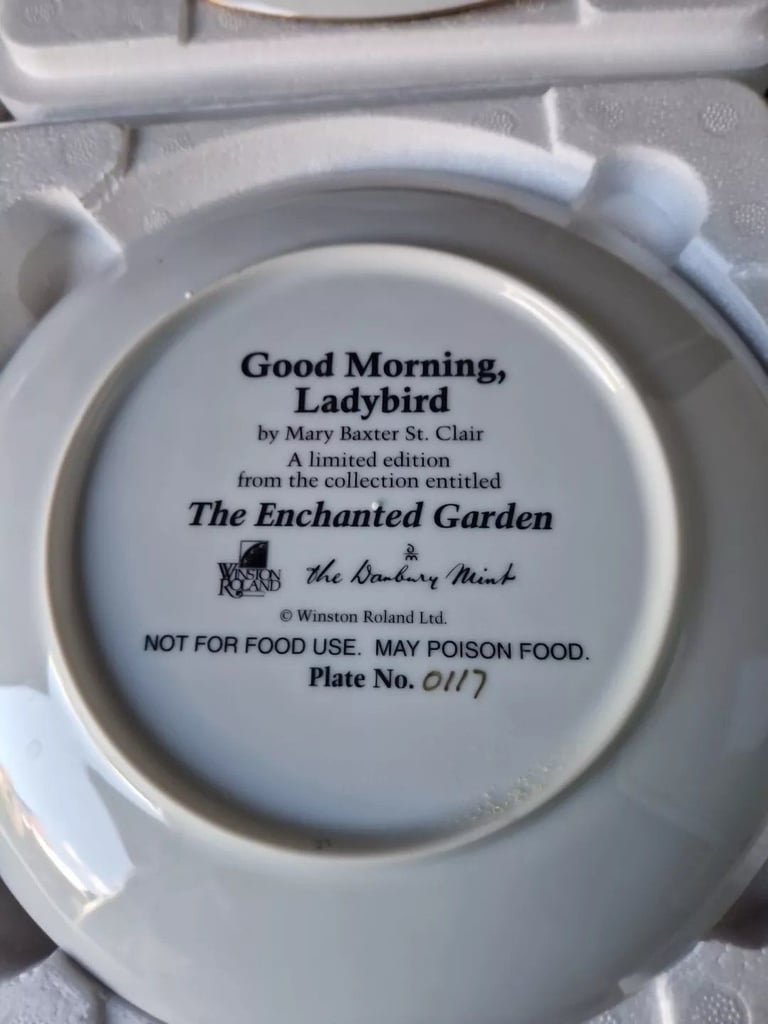 Good Morning,
Ladybird
by Mary Baxter St. Clair
A limited edition
from the collection entitled
The Enchanted Garden
WINSTON
ROLAND
the Danbury Mint
© Winston Roland Ltd.
NOT FOR FOOD USE. MAY POISON FOOD.
Plate No. 0117